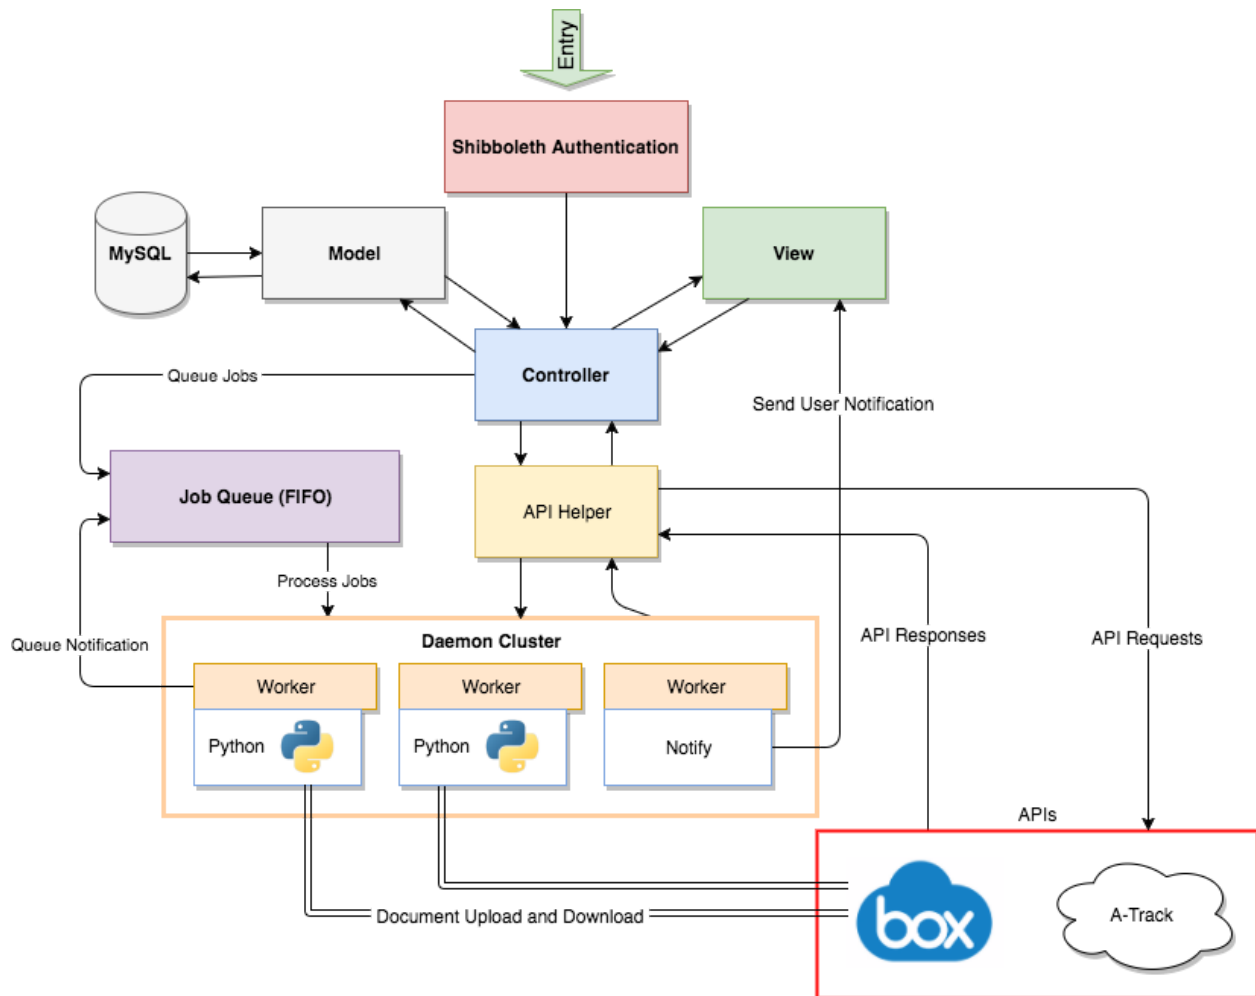 Entry
Shibboleth Authentication
MySQL
Model
View
Controller
Queue Jobs
Send User Notification
Job Queue (FIFO)
API Helper
Process Jobs
Queue Notification
Daemon Cluster
API Responses
API Requests
Worker
Worker
Worker
Python
Python
Notify
APIs
box
A-Track
Document Upload and Download